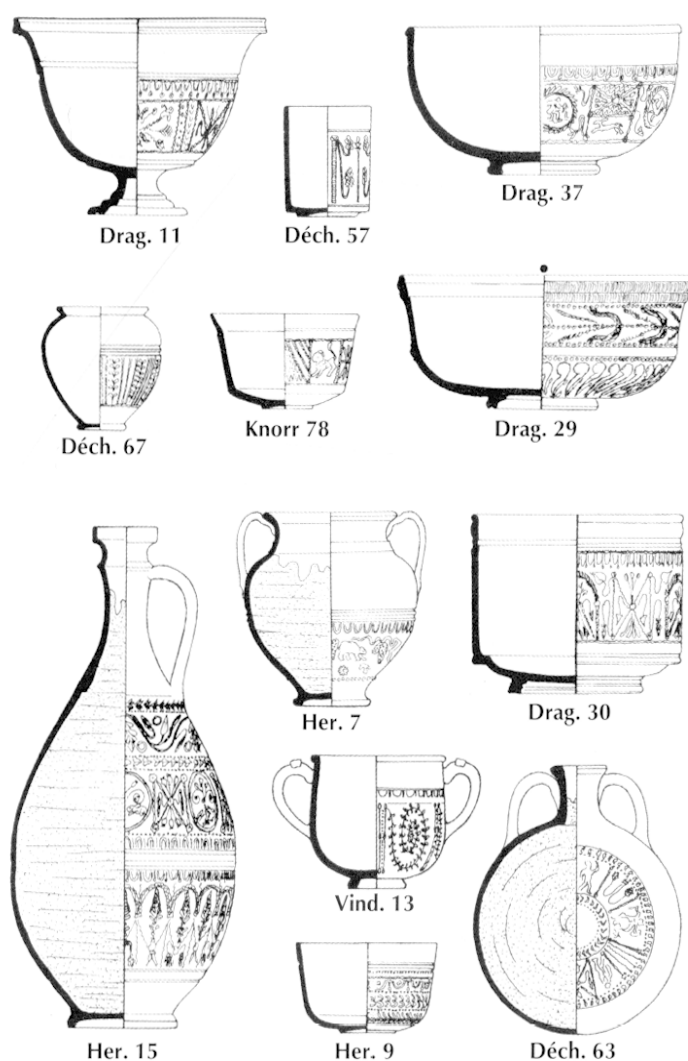 Drag. 11
Déch. 57
Drag. 37
Déch. 67
Knorr 78
Drag. 29
Her. 15
Her. 7
Drag. 30
Vind. 13
Her. 9
Déch. 63